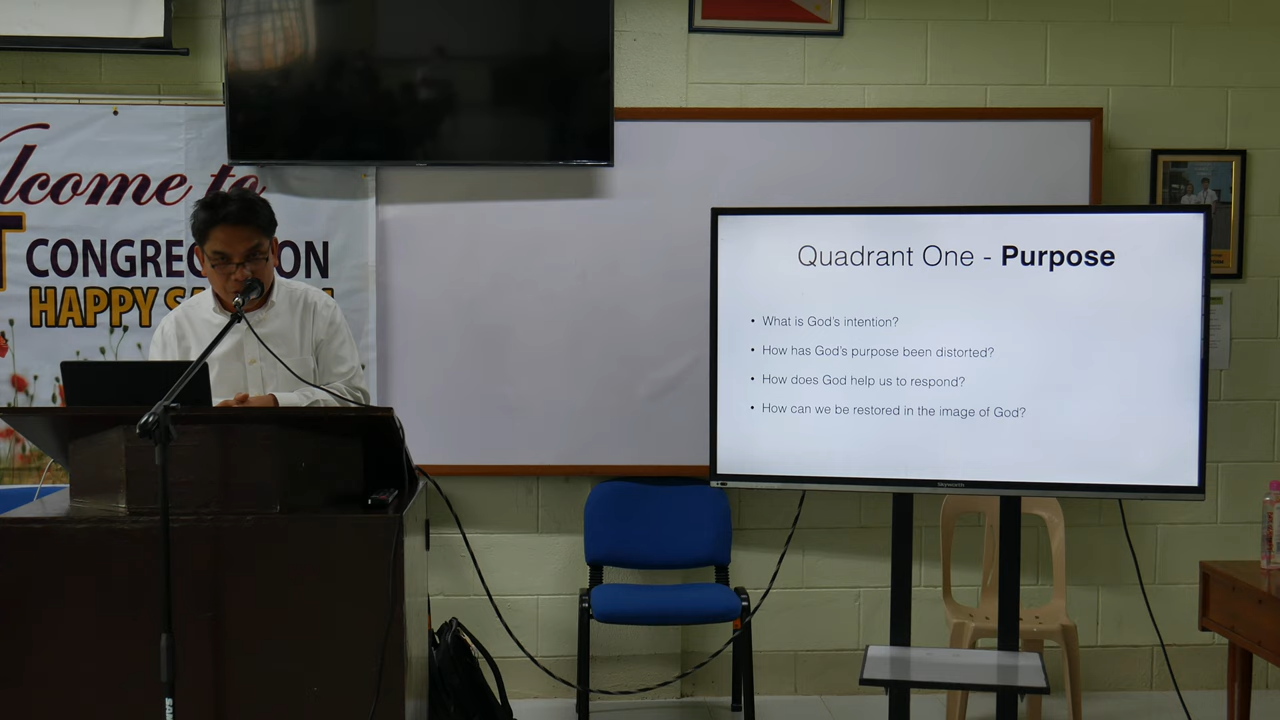 lcome to
CONGREG ON
HAPPY SA
Quadrant One - Purpose
• What is God's intention?
• How has God's purpose been distorted?
• How does God help us to respond?
• How can we be restored in the image of God?
Skyworth